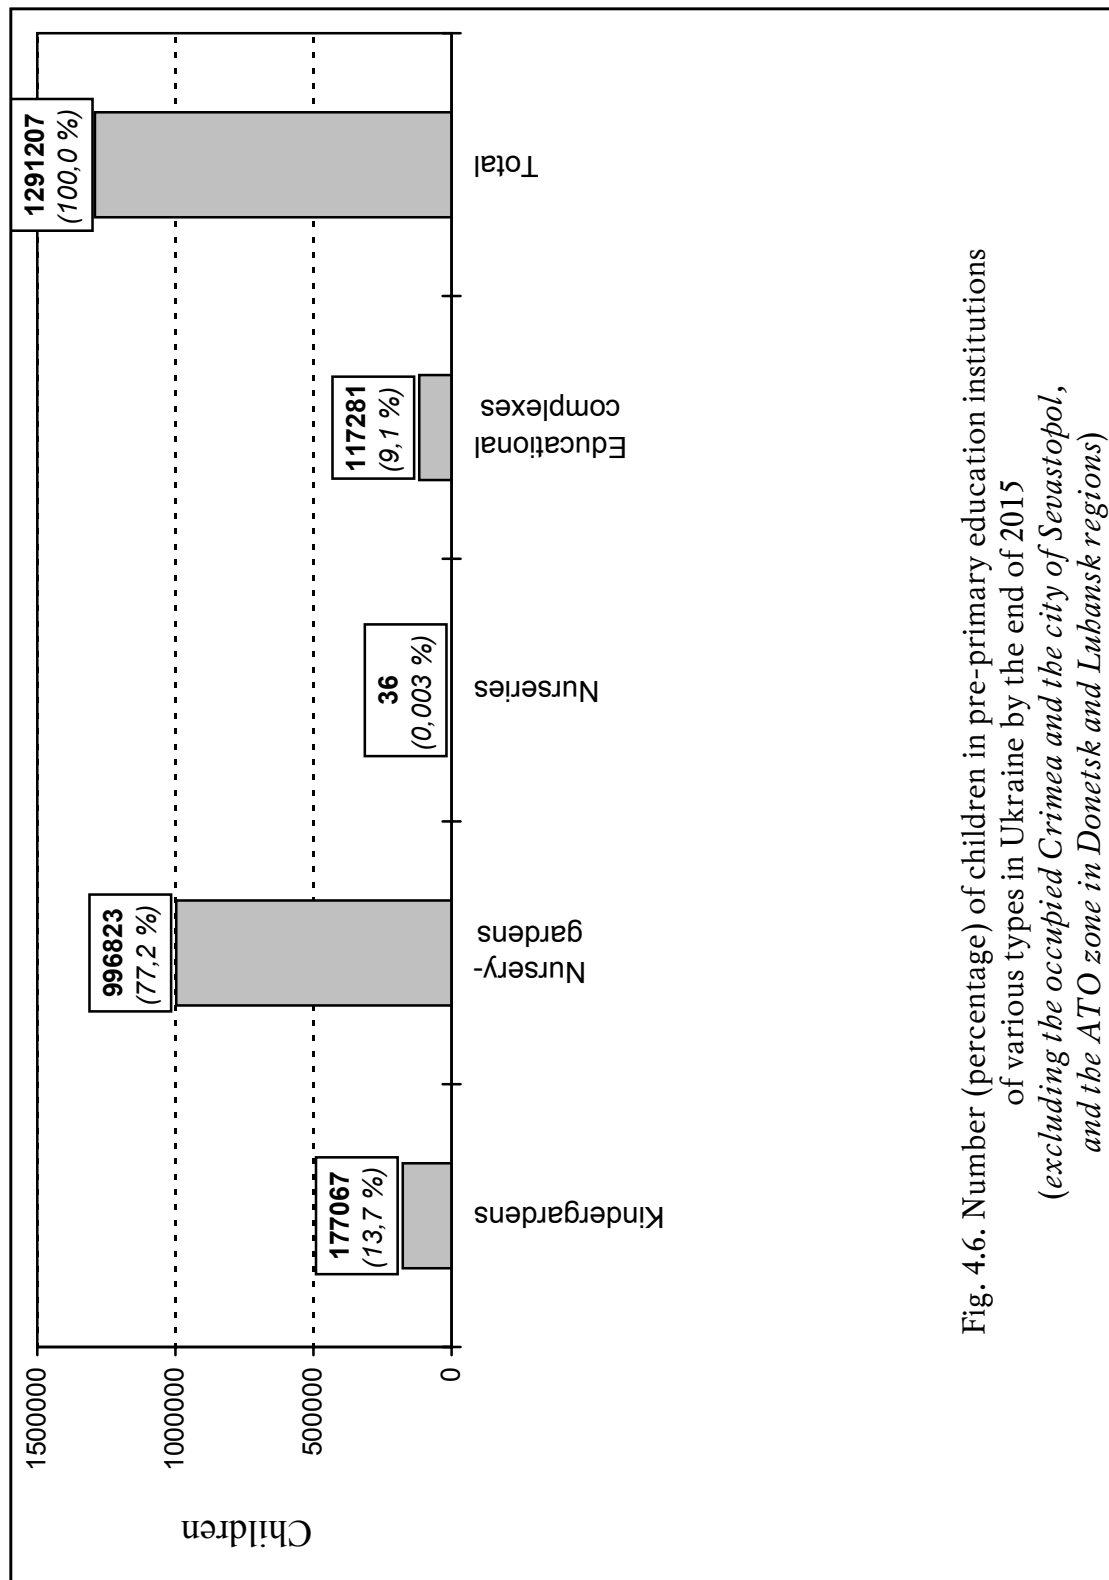 Children
1500000
1000000
500000
0
177067
(13,7 %)
996823
(77,2 %)
36
(0,003 %)
117281
(9,1 %)
1291207
(100,0 %)
Kindergardens
Nursery-
gardens
Nurseries
Educational
complexes
Total
Fig. 4.6. Number (percentage) of children in pre-primary education institutions
of various types in Ukraine by the end of 2015
(excluding the occupied Crimea and the city of Sevastopol,
and the ATO zone in Donetsk and Luhansk regions)